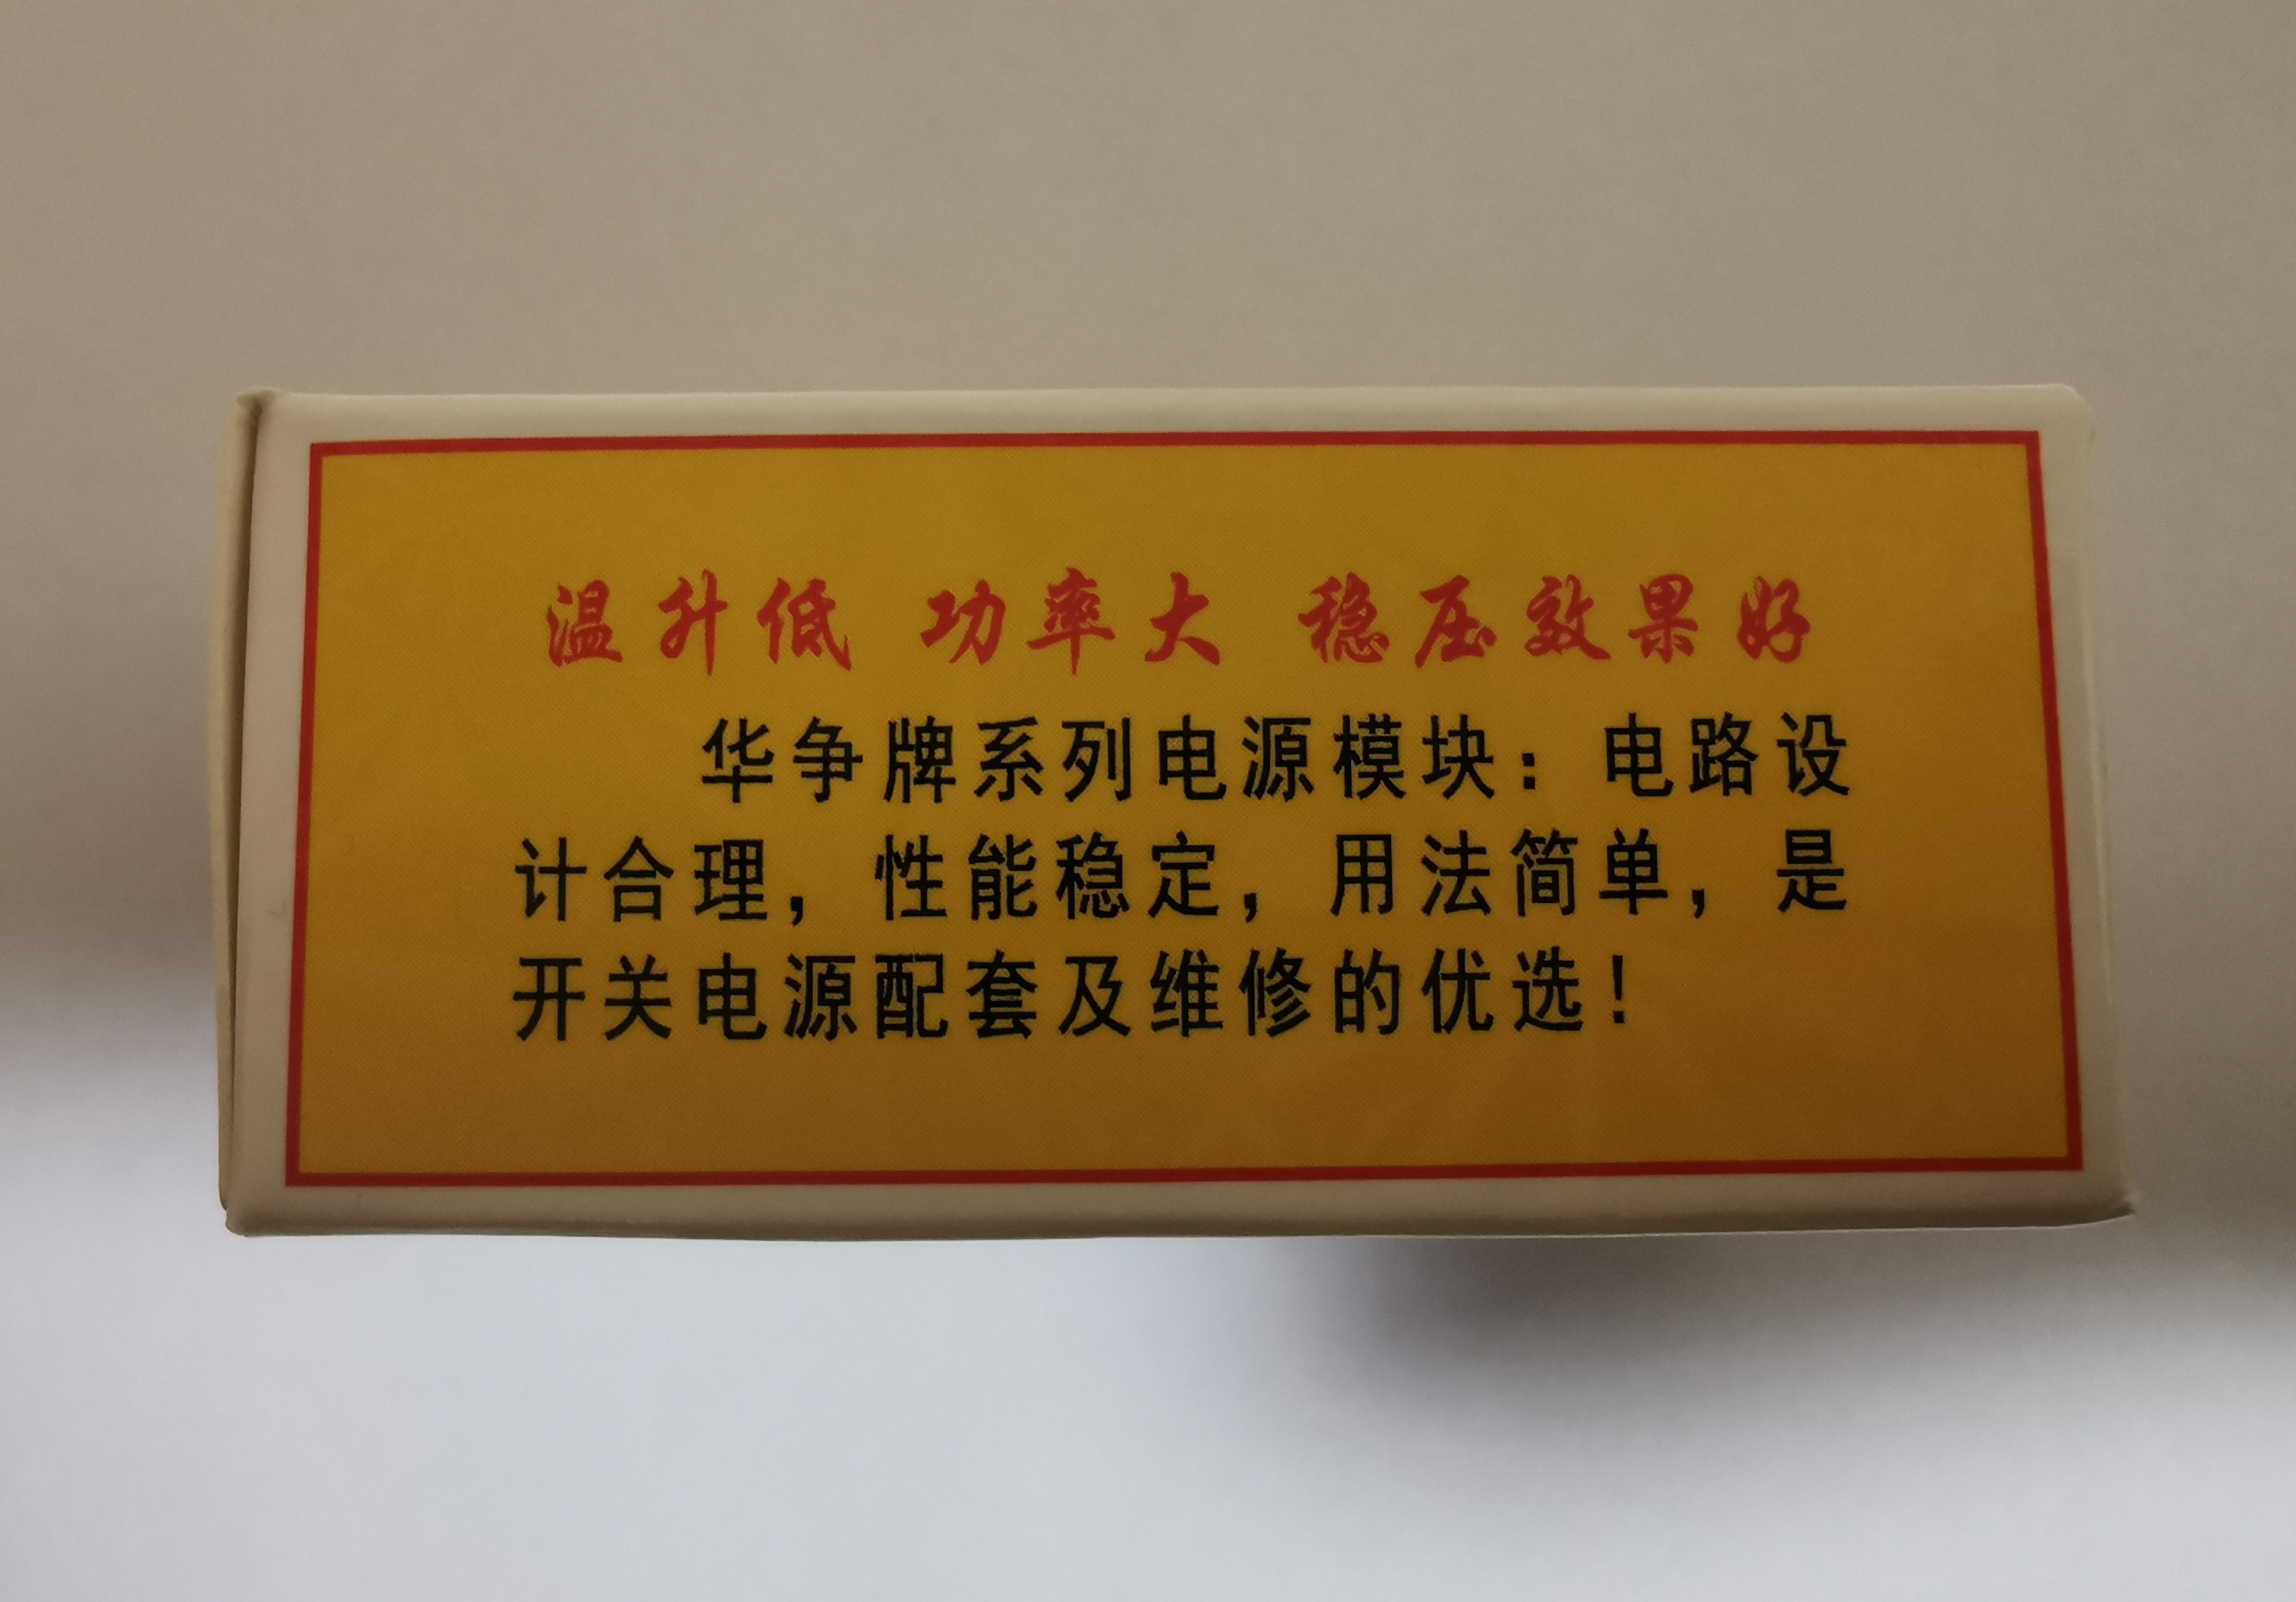 温升低 功率大 稳压效果好
华争牌系列电源模块：电路设
计合理，性能稳定，用法简单，是
开关电源配套及维修的优选！